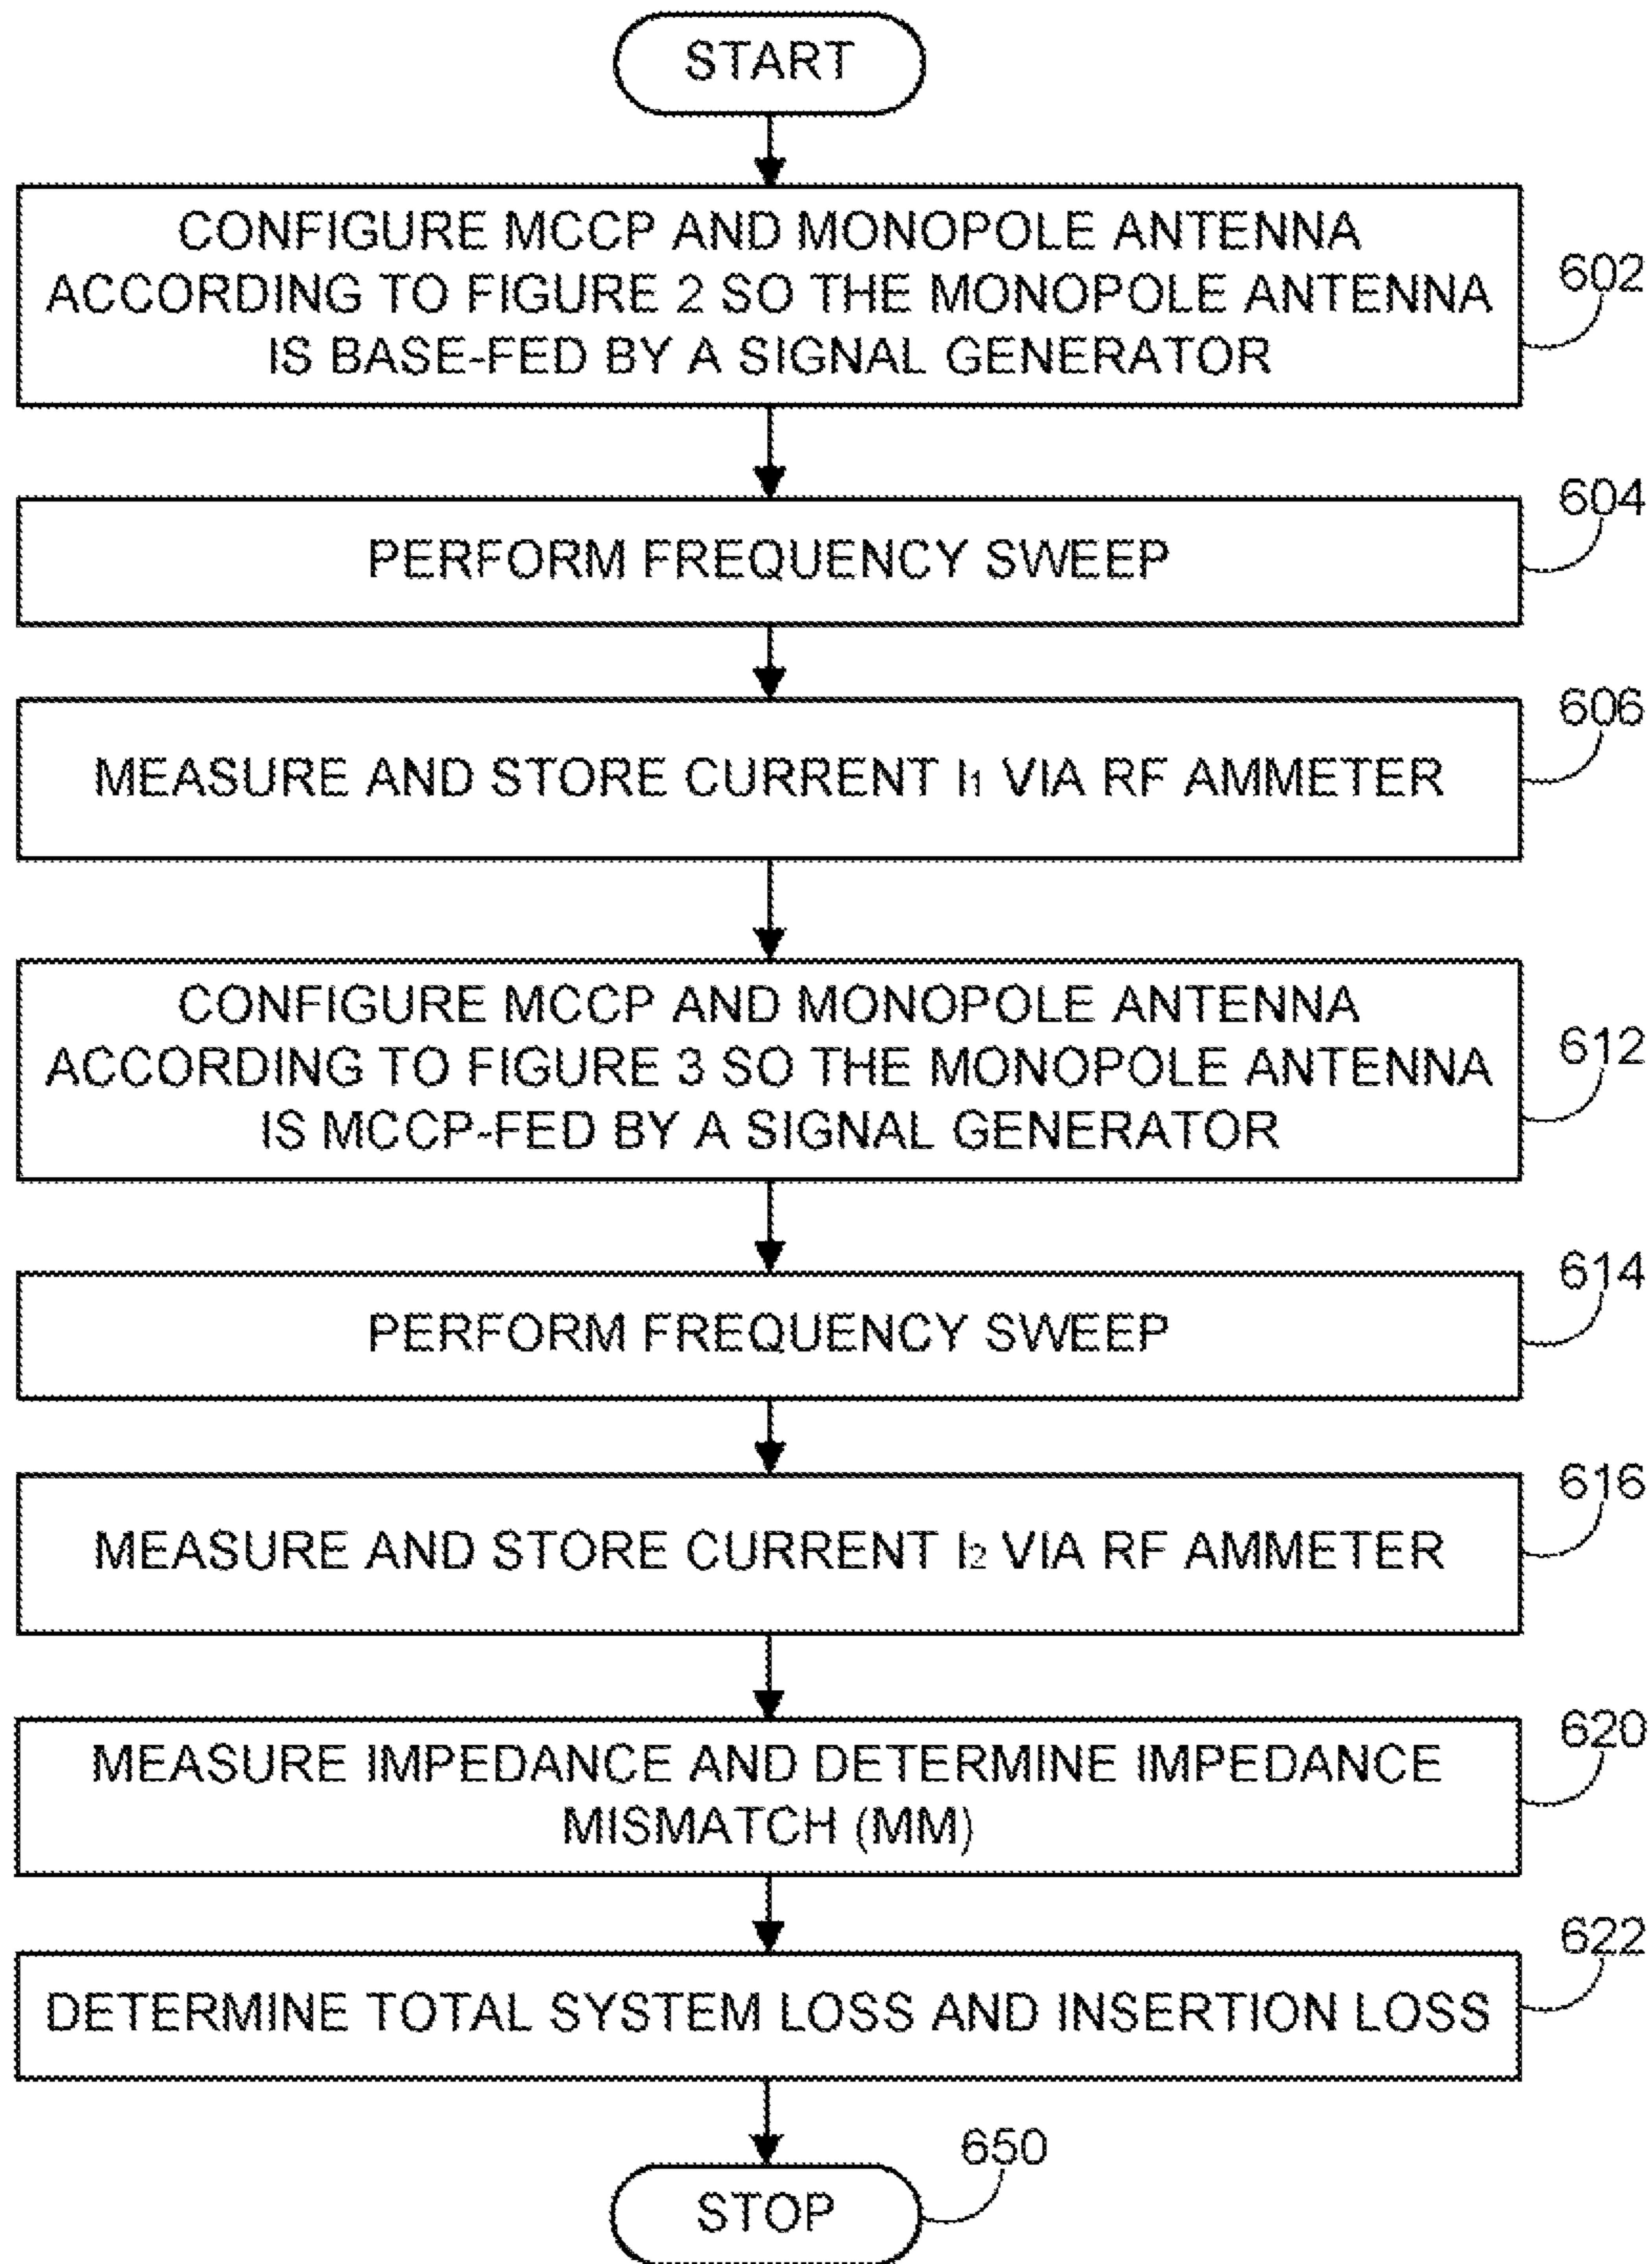 START
CONFIGURE MCCP AND MONOPOLE ANTENNA
ACCORDING TO FIGURE 2 SO THE MONOPOLE ANTENNA
IS BASE-FED BY A SIGNAL GENERATOR
602
PERFORM FREQUENCY SWEEP
604
MEASURE AND STORE CURRENT I₁ VIA RF AMMETER
606
CONFIGURE MCCP AND MONOPOLE ANTENNA
ACCORDING TO FIGURE 3 SO THE MONOPOLE ANTENNA
IS MCCP-FED BY A SIGNAL GENERATOR
612
PERFORM FREQUENCY SWEEP
614
MEASURE AND STORE CURRENT I₂ VIA RF AMMETER
616
MEASURE IMPEDANCE AND DETERMINE IMPEDANCE
MISMATCH (MM)
620
DETERMINE TOTAL SYSTEM LOSS AND INSERTION LOSS
622
STOP
650